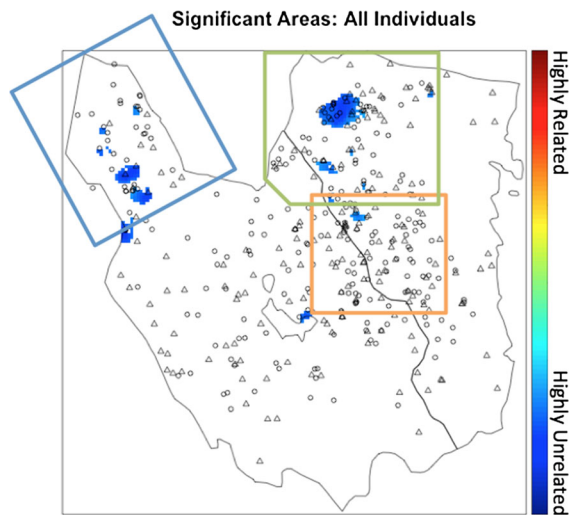 Significant Areas: All Individuals
Highly Related
Highly Unrelated